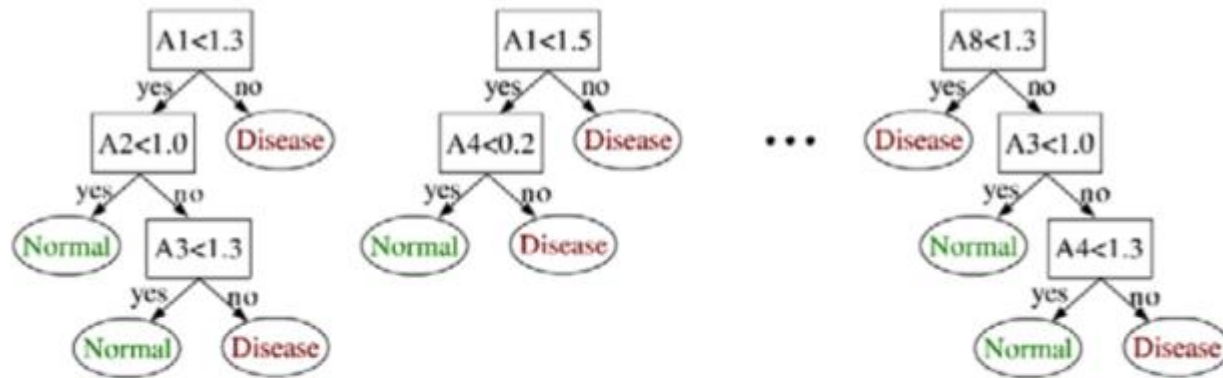 A1<1.3 A1<1.5 A8<1.3
yes no yes no yes no
A2<1.0 Disease A4<0.2 Disease ••• Disease A3<1.0
yes no yes no yes no
Normal A3<1.3 Normal Disease Normal A4<1.3
yes no yes no
Normal Disease Normal Disease